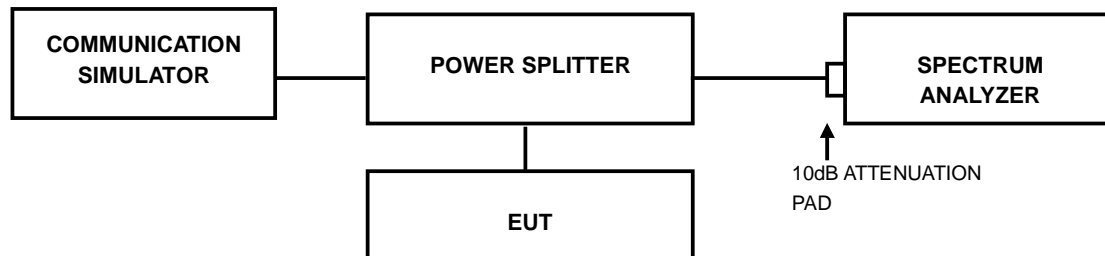 COMMUNICATION
SIMULATOR
POWER SPLITTER
SPECTRUM
ANALYZER
10dB ATTENUATION
PAD
EUT